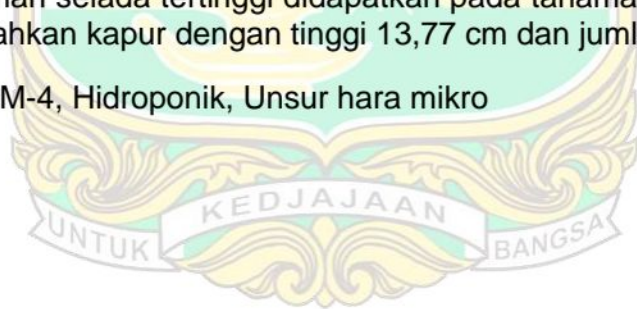 nan selada tertinggi didapatkan pada tanama
ahkan kapur dengan tinggi 13,77 cm dan juml
M-4, Hidroponik, Unsur hara mikro
UNTUK KEDJAJAAN BANGSA